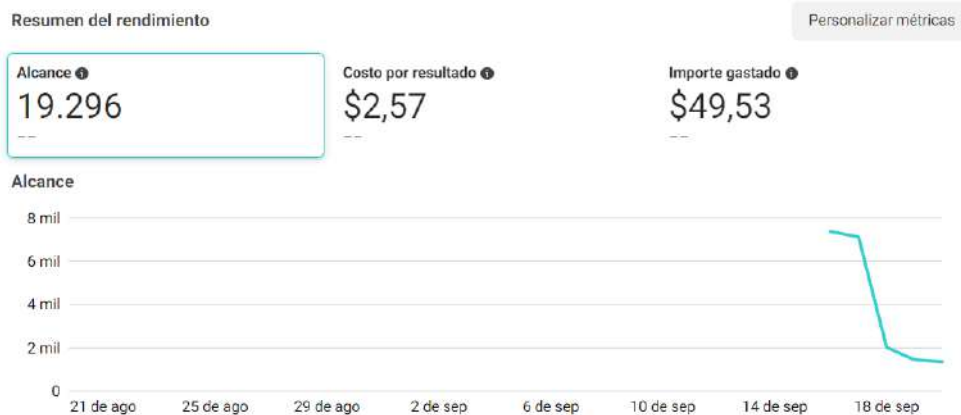 Resumen del rendimiento
Personalizar métricas
Alcance
Costo por resultado
Importe gastado
19.296
$2,57
$49,53
--
--
--
Alcance
8 mil
6 mil
4 mil
2 mil
0
21 de ago 25 de ago 29 de ago 2 de sep 6 de sep 10 de sep 14 de sep 18 de sep